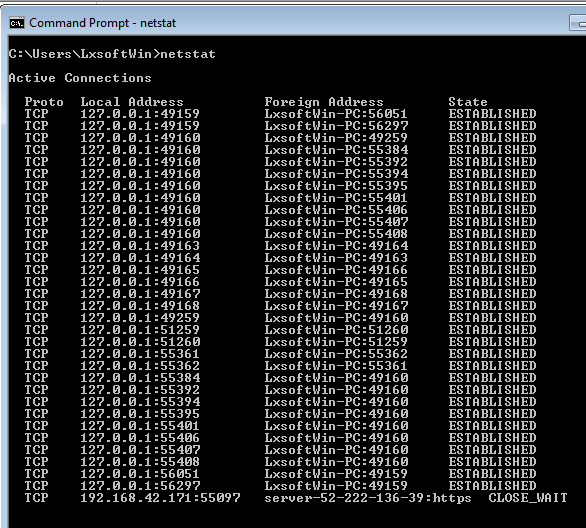 Command Prompt - netstat
C:\Users\LxsoftWin>netstat
Active Connections
Proto  Local Address          Foreign Address        State
TCP    127.0.0.1:49159        LxsoftWin-PC:56051     ESTABLISHED
TCP    127.0.0.1:49159        LxsoftWin-PC:56297     ESTABLISHED
TCP    127.0.0.1:49160        LxsoftWin-PC:49259     ESTABLISHED
TCP    127.0.0.1:49160        LxsoftWin-PC:55384     ESTABLISHED
TCP    127.0.0.1:49160        LxsoftWin-PC:55392     ESTABLISHED
TCP    127.0.0.1:49160        LxsoftWin-PC:55394     ESTABLISHED
TCP    127.0.0.1:49160        LxsoftWin-PC:55395     ESTABLISHED
TCP    127.0.0.1:49160        LxsoftWin-PC:55401     ESTABLISHED
TCP    127.0.0.1:49160        LxsoftWin-PC:55406     ESTABLISHED
TCP    127.0.0.1:49160        LxsoftWin-PC:55407     ESTABLISHED
TCP    127.0.0.1:49160        LxsoftWin-PC:55408     ESTABLISHED
TCP    127.0.0.1:49163        LxsoftWin-PC:49164     ESTABLISHED
TCP    127.0.0.1:49164        LxsoftWin-PC:49163     ESTABLISHED
TCP    127.0.0.1:49165        LxsoftWin-PC:49166     ESTABLISHED
TCP    127.0.0.1:49166        LxsoftWin-PC:49165     ESTABLISHED
TCP    127.0.0.1:49167        LxsoftWin-PC:49168     ESTABLISHED
TCP    127.0.0.1:49168        LxsoftWin-PC:49167     ESTABLISHED
TCP    127.0.0.1:49259        LxsoftWin-PC:49160     ESTABLISHED
TCP    127.0.0.1:51259        LxsoftWin-PC:51260     ESTABLISHED
TCP    127.0.0.1:51260        LxsoftWin-PC:51259     ESTABLISHED
TCP    127.0.0.1:55361        LxsoftWin-PC:55362     ESTABLISHED
TCP    127.0.0.1:55362        LxsoftWin-PC:55361     ESTABLISHED
TCP    127.0.0.1:55384        LxsoftWin-PC:49160     ESTABLISHED
TCP    127.0.0.1:55392        LxsoftWin-PC:49160     ESTABLISHED
TCP    127.0.0.1:55394        LxsoftWin-PC:49160     ESTABLISHED
TCP    127.0.0.1:55395        LxsoftWin-PC:49160     ESTABLISHED
TCP    127.0.0.1:55401        LxsoftWin-PC:49160     ESTABLISHED
TCP    127.0.0.1:55406        LxsoftWin-PC:49160     ESTABLISHED
TCP    127.0.0.1:55407        LxsoftWin-PC:49160     ESTABLISHED
TCP    127.0.0.1:55408        LxsoftWin-PC:49160     ESTABLISHED
TCP    127.0.0.1:56051        LxsoftWin-PC:49159     ESTABLISHED
TCP    127.0.0.1:56297        LxsoftWin-PC:49159     ESTABLISHED
TCP    192.168.42.171:55097   server-52-222-136-39:https  CLOSE_WAIT